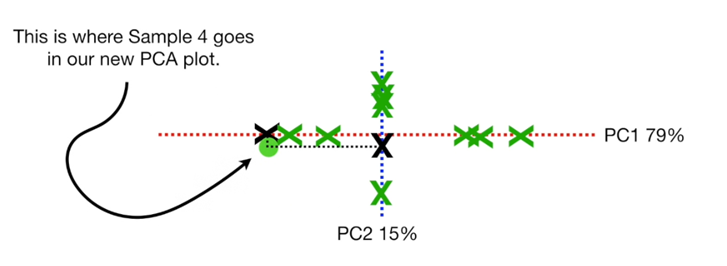 This is where Sample 4 goes
in our new PCA plot.
PC1 79%
PC2 15%